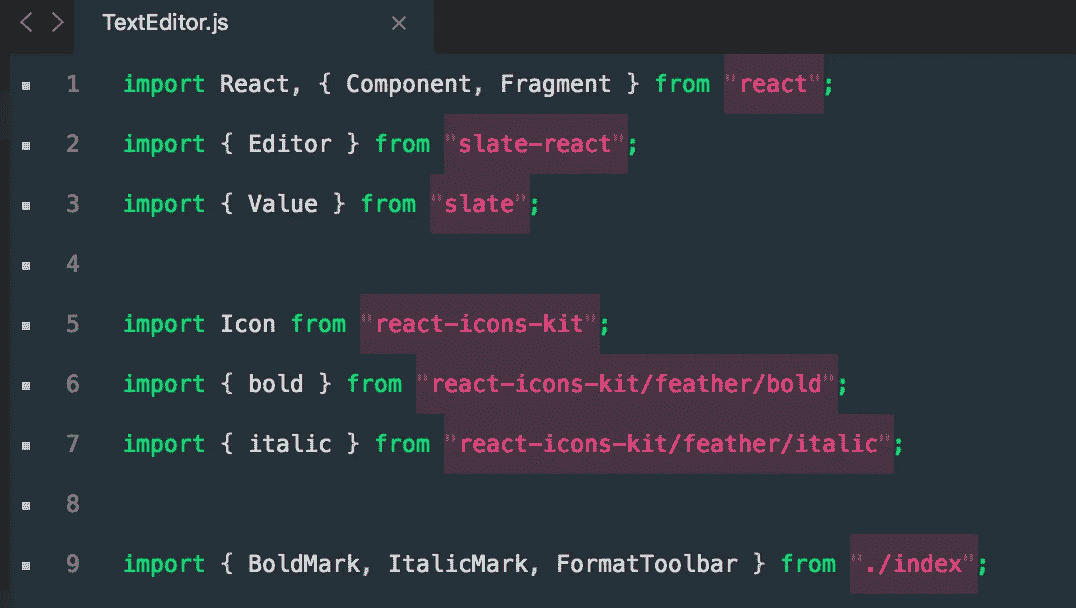 TextEditor.js
1 import React, { Component, Fragment } from "react";
2 import { Editor } from "slate-react";
3 import { Value } from "slate";
4
5 import Icon from "react-icons-kit";
6 import { bold } from "react-icons-kit/feather/bold";
7 import { italic } from "react-icons-kit/feather/italic";
8
9 import { BoldMark, ItalicMark, FormatToolbar } from "./index";